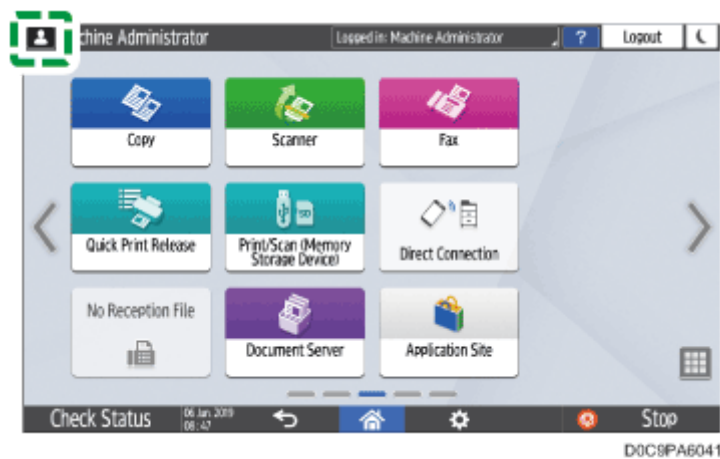 chine Administrator
Logged in: Machine Administrator
?
Logout
Copy
Scanner
Fax
Quick Print Release
Print/Scan (Memory
Storage Device)
SD
Direct Connection
No Reception File
Document Server
Application Site
Check Status
06 Jan. 2019
08:47
Stop
D0C9PA6041